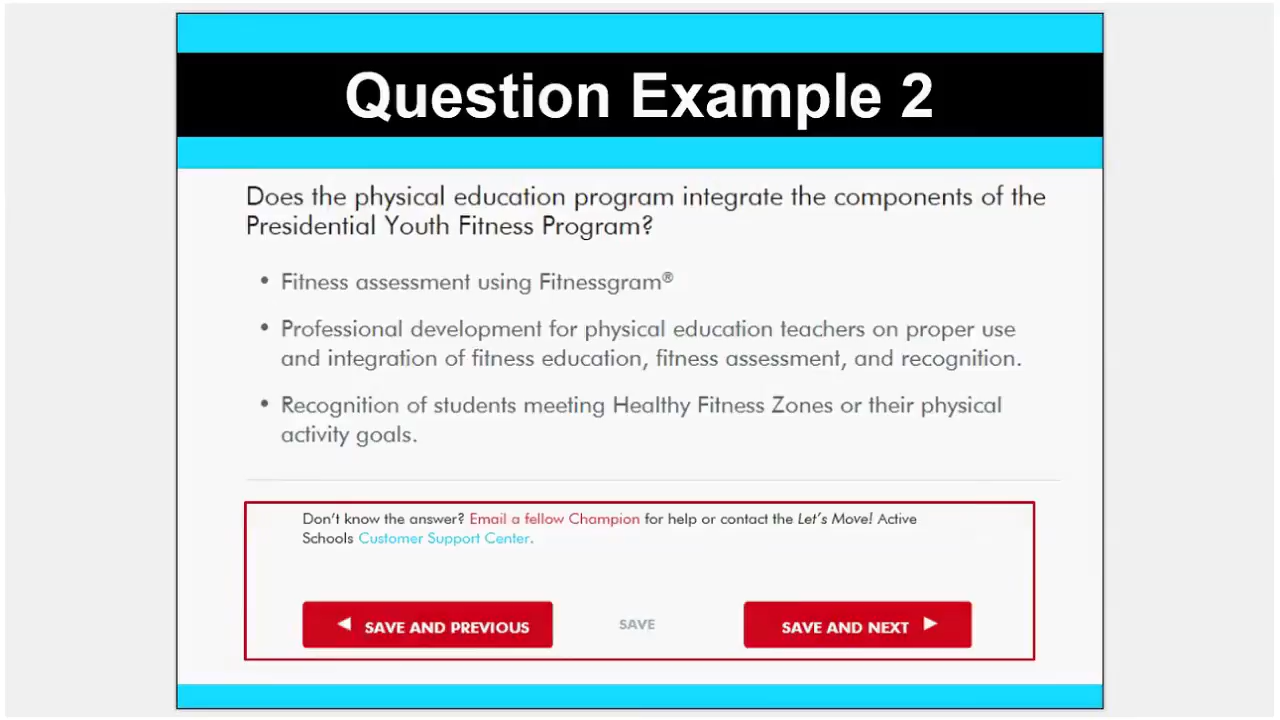 Question Example 2
Does the physical education program integrate the components of the
Presidential Youth Fitness Program?
• Fitness assessment using Fitnessgram®
• Professional development for physical education teachers on proper use
and integration of fitness education, fitness assessment, and recognition.
• Recognition of students meeting Healthy Fitness Zones or their physical
activity goals.
Don't know the answer? Email a fellow Champion for help or contact the Let's Move! Active
Schools Customer Support Center.
SAVE AND PREVIOUS
SAVE
SAVE AND NEXT